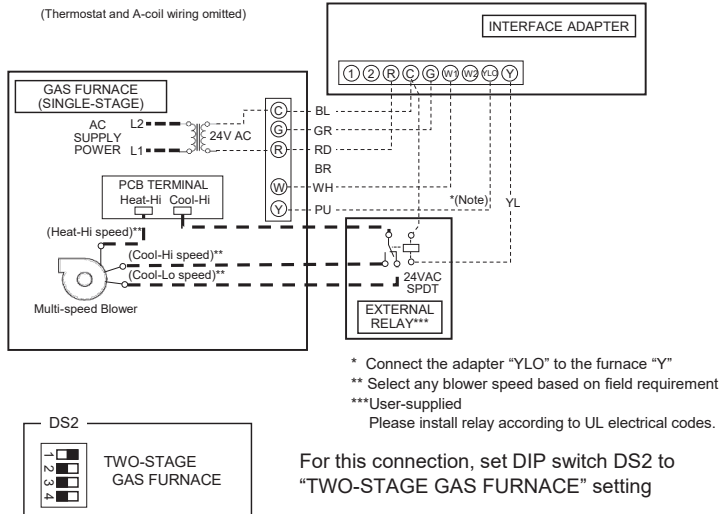 (Thermostat and A-coil wiring omitted)
INTERFACE ADAPTER
1 2 R C G W1 W2 YLO Y
GAS FURNACE
(SINGLE-STAGE)
AC
SUPPLY
POWER
L2
L1
24V AC
C
G
R
W
Y
BL
GR
RD
BR
WH
PU
*(Note)
YL
PCB TERMINAL
Heat-Hi Cool-Hi
(Heat-Hi speed)**
(Cool-Hi speed)**
(Cool-Lo speed)**
Multi-speed Blower
24VAC
SPDT
EXTERNAL
RELAY***
* Connect the adapter “YLO” to the furnace “Y”
** Select any blower speed based on field requirement
***User-supplied
Please install relay according to UL electrical codes.
DS2
1
2
3
4
TWO-STAGE
GAS FURNACE
For this connection, set DIP switch DS2 to
“TWO-STAGE GAS FURNACE” setting